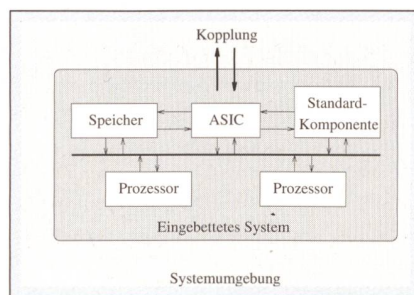 Kopplung
Speicher
ASIC
Standard-
Komponente
Prozessor
Prozessor
Eingebettetes System
Systemumgebung